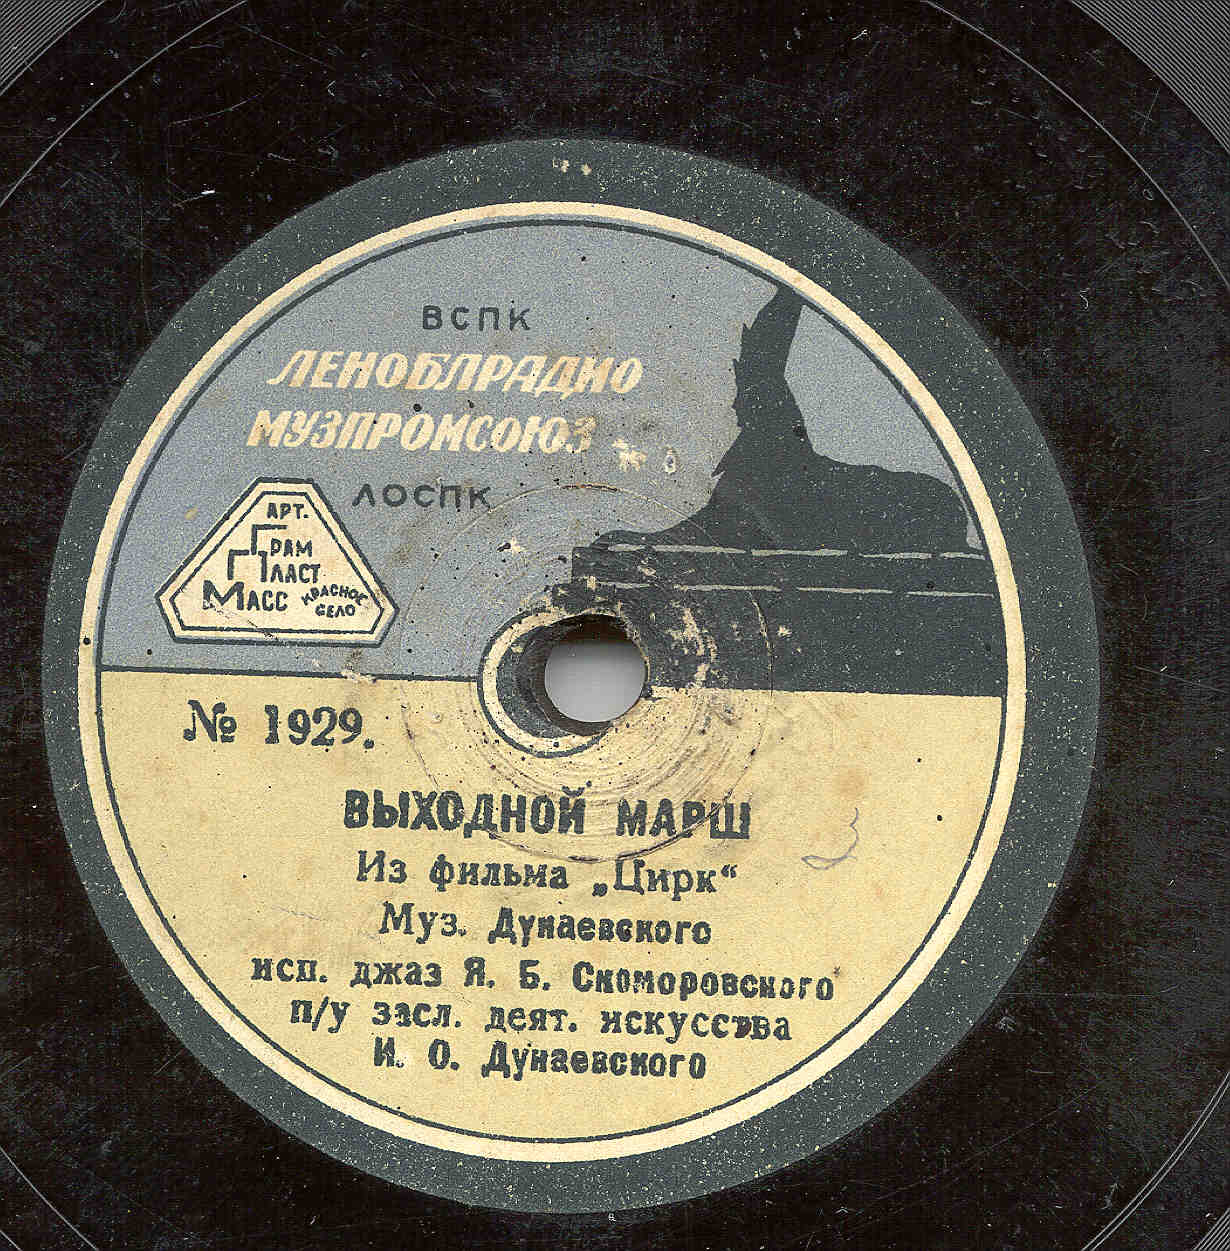 ВСПК
ЛЕНОБЛРАДИО
МУЗПРОМСОЮЗ
ЛОСПК
АРТ.
ГРАМ
ПЛАСТ
МАСС
КРАСНОЕ
СЕЛО
№ 1929.
ВЫХОДНОЙ МАРШ
Из фильма „Цирк“
Муз. Дунаевского
исп. джаз Я. Б. Скоморовского
п/у засл. деят. искусства
И. О. Дунаевского